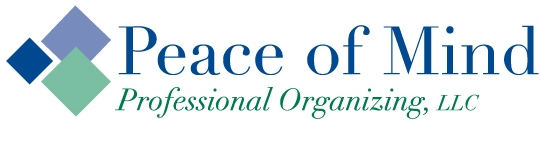 Peace of Mind
Professional Organizing, LLC